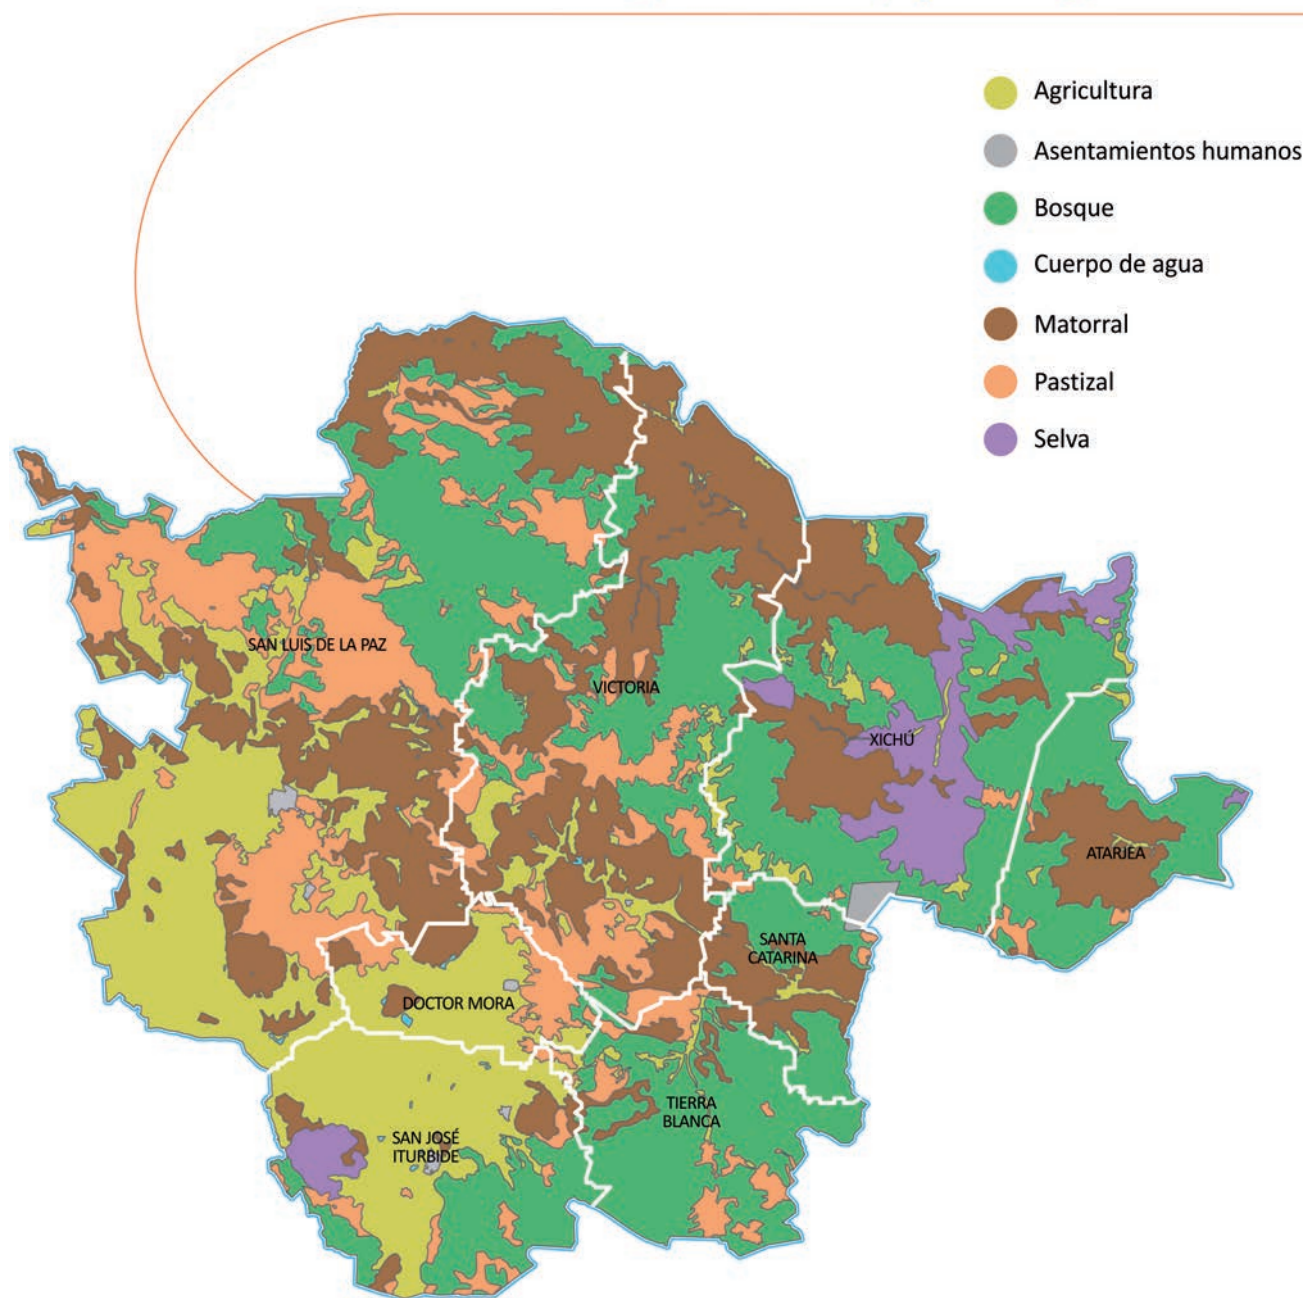 Agricultura
Asentamientos humanos
Bosque
Cuerpo de agua
Matorral
Pastizal
Selva
SAN LUIS DE LA PAZ
VICTORIA
XICHÚ
ATARJEA
SANTA
CATARINA
DOCTOR MORA
TIERRA
BLANCA
SAN JOSÉ
ITURBIDE